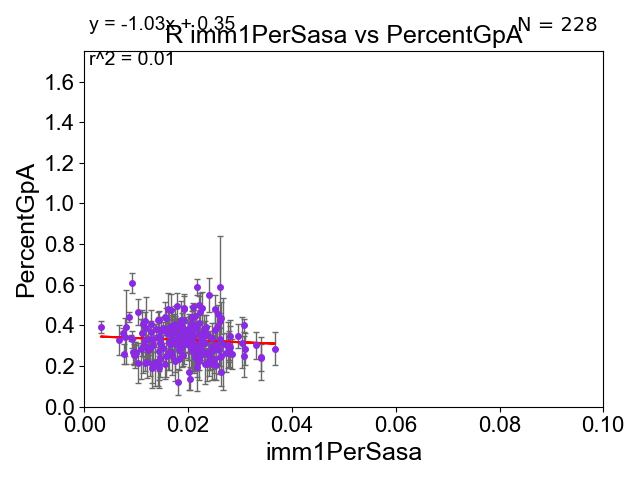 y = -1.03x + 0.35
R imm1PerSasa vs PercentGpA
N = 228
r^2 = 0.01
1.6
1.4
1.2
1.0
0.8
0.6
0.4
0.2
0.0
PercentGpA
0.00 0.02 0.04 0.06 0.08 0.10
imm1PerSasa